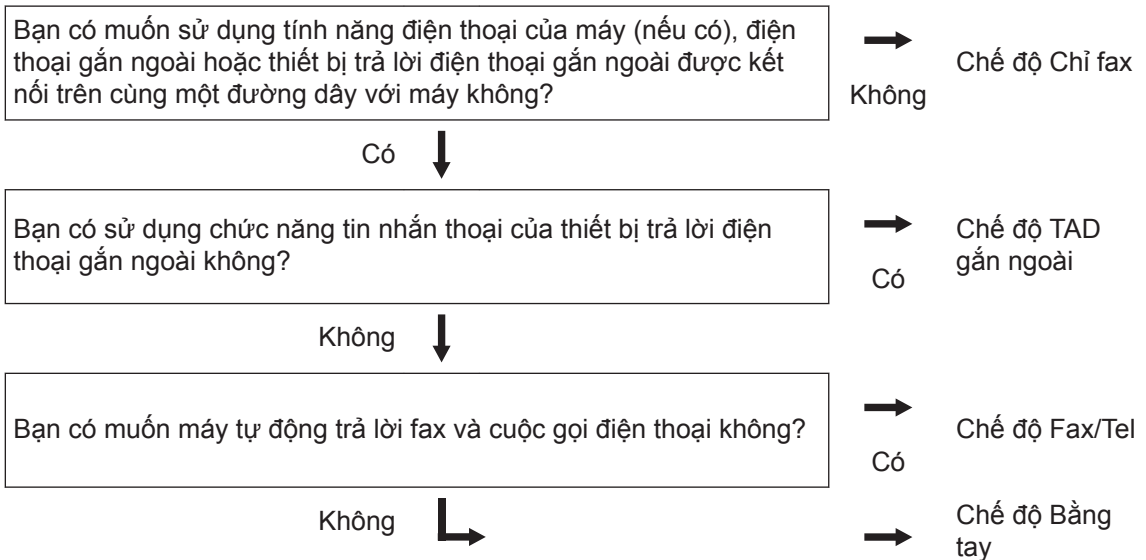 Bạn có muốn sử dụng tính năng điện thoại của máy (nếu có), điện
thoại gắn ngoài hoặc thiết bị trả lời điện thoại gắn ngoài được kết
nối trên cùng một đường dây với máy không?
Không
Chế độ Chỉ fax
Có
Bạn có sử dụng chức năng tin nhắn thoại của thiết bị trả lời điện
thoại gắn ngoài không?
Có
Chế độ TAD
gắn ngoài
Không
Bạn có muốn máy tự động trả lời fax và cuộc gọi điện thoại không?
Có
Chế độ Fax/Tel
Không
Chế độ Bằng
tay